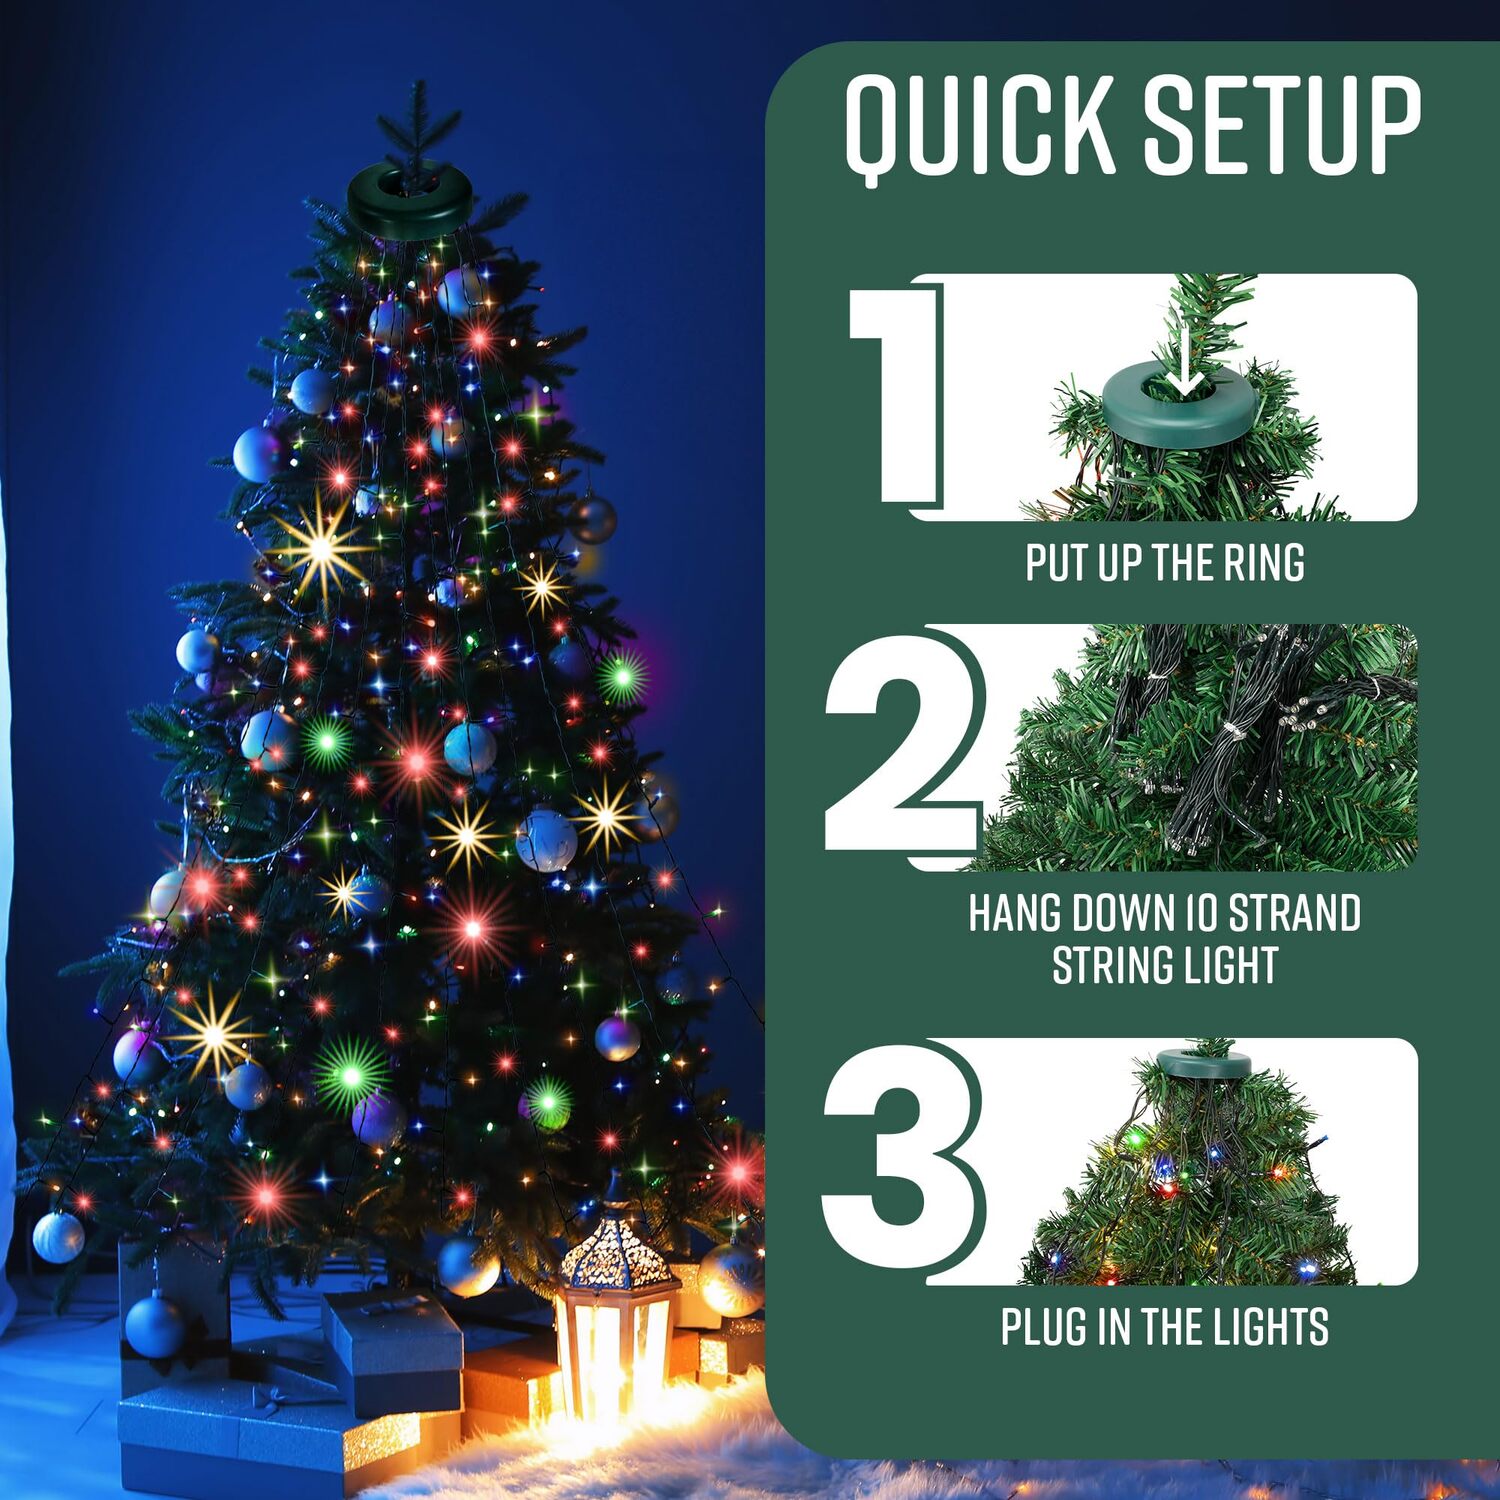 QUICK SETUP
1
PUT UP THE RING
2
HANG DOWN 10 STRAND
STRING LIGHT
3
PLUG IN THE LIGHTS